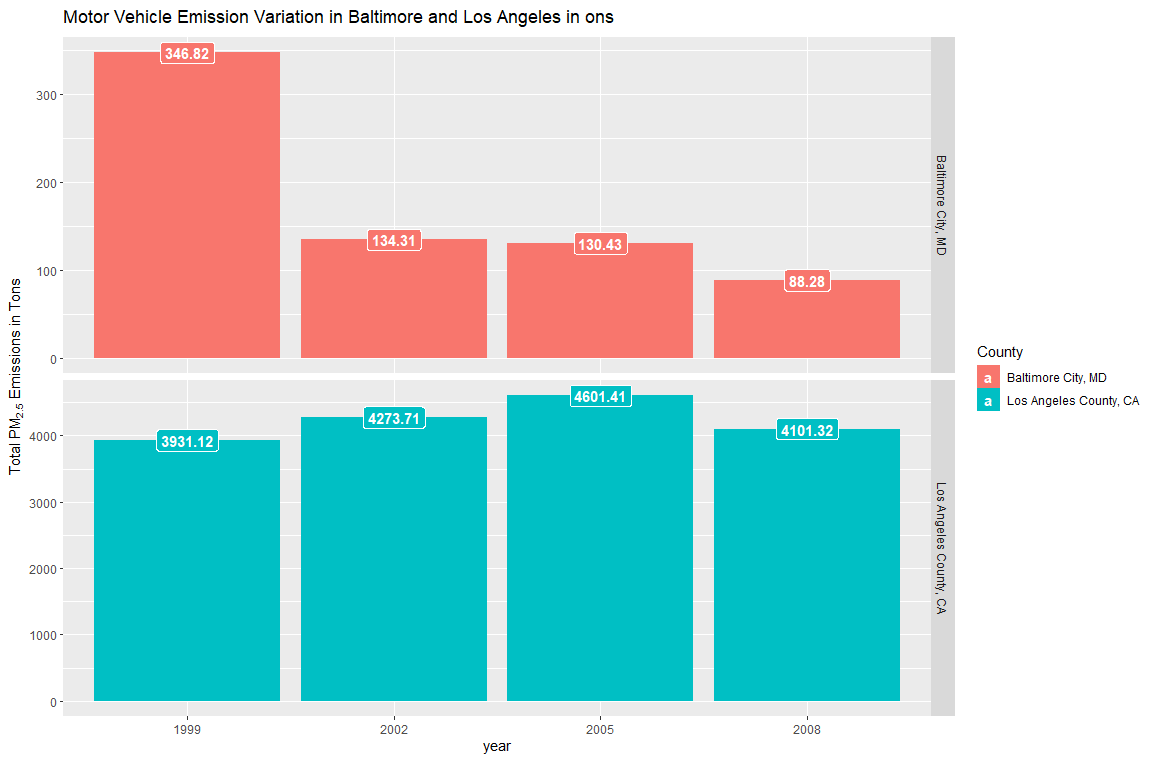 Motor Vehicle Emission Variation in Baltimore and Los Angeles in ons
Total PM2.5 Emissions in Tons
300
200
100
0
346.82
134.31
130.43
88.28
Baltimore City, MD
4000
3000
2000
1000
0
3931.12
4273.71
4601.41
4101.32
Los Angeles County, CA
1999
2002
2005
2008
year
County
a Baltimore City, MD
a Los Angeles County, CA